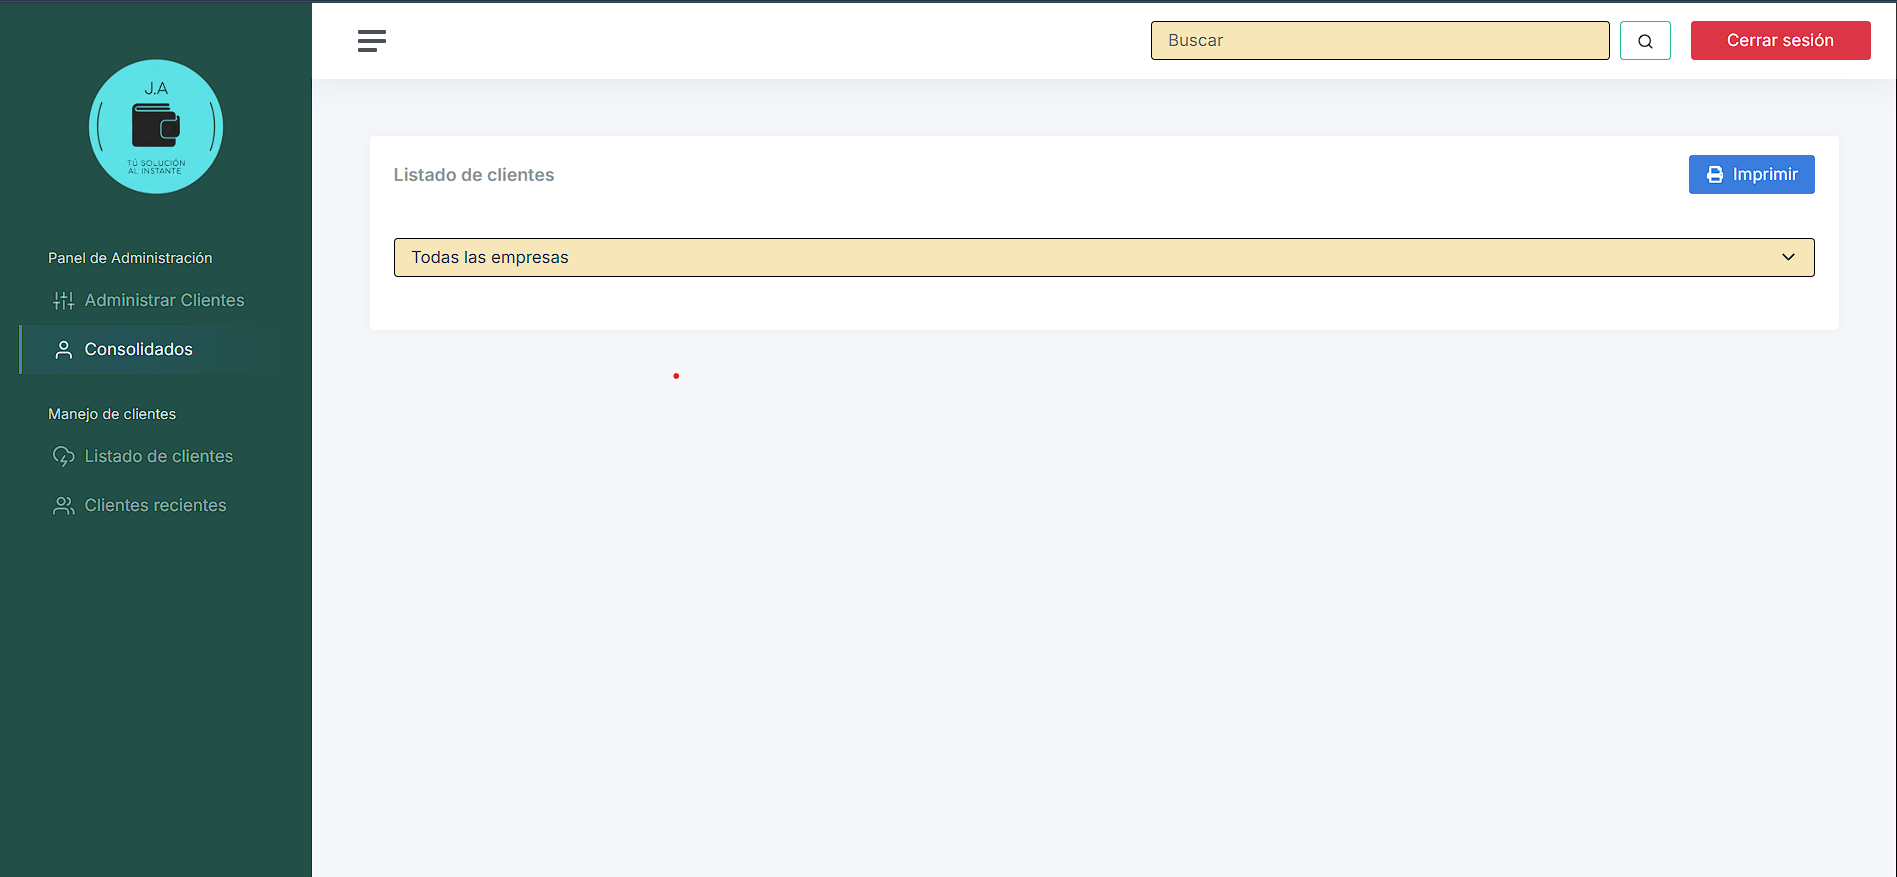 J.A
TÚ SOLUCIÓN
AL INSTANTE
Panel de Administración
Administrar Clientes
Consolidados
Manejo de clientes
Listado de clientes
Clientes recientes
Buscar
Cerrar sesión
Listado de clientes
Imprimir
Todas las empresas